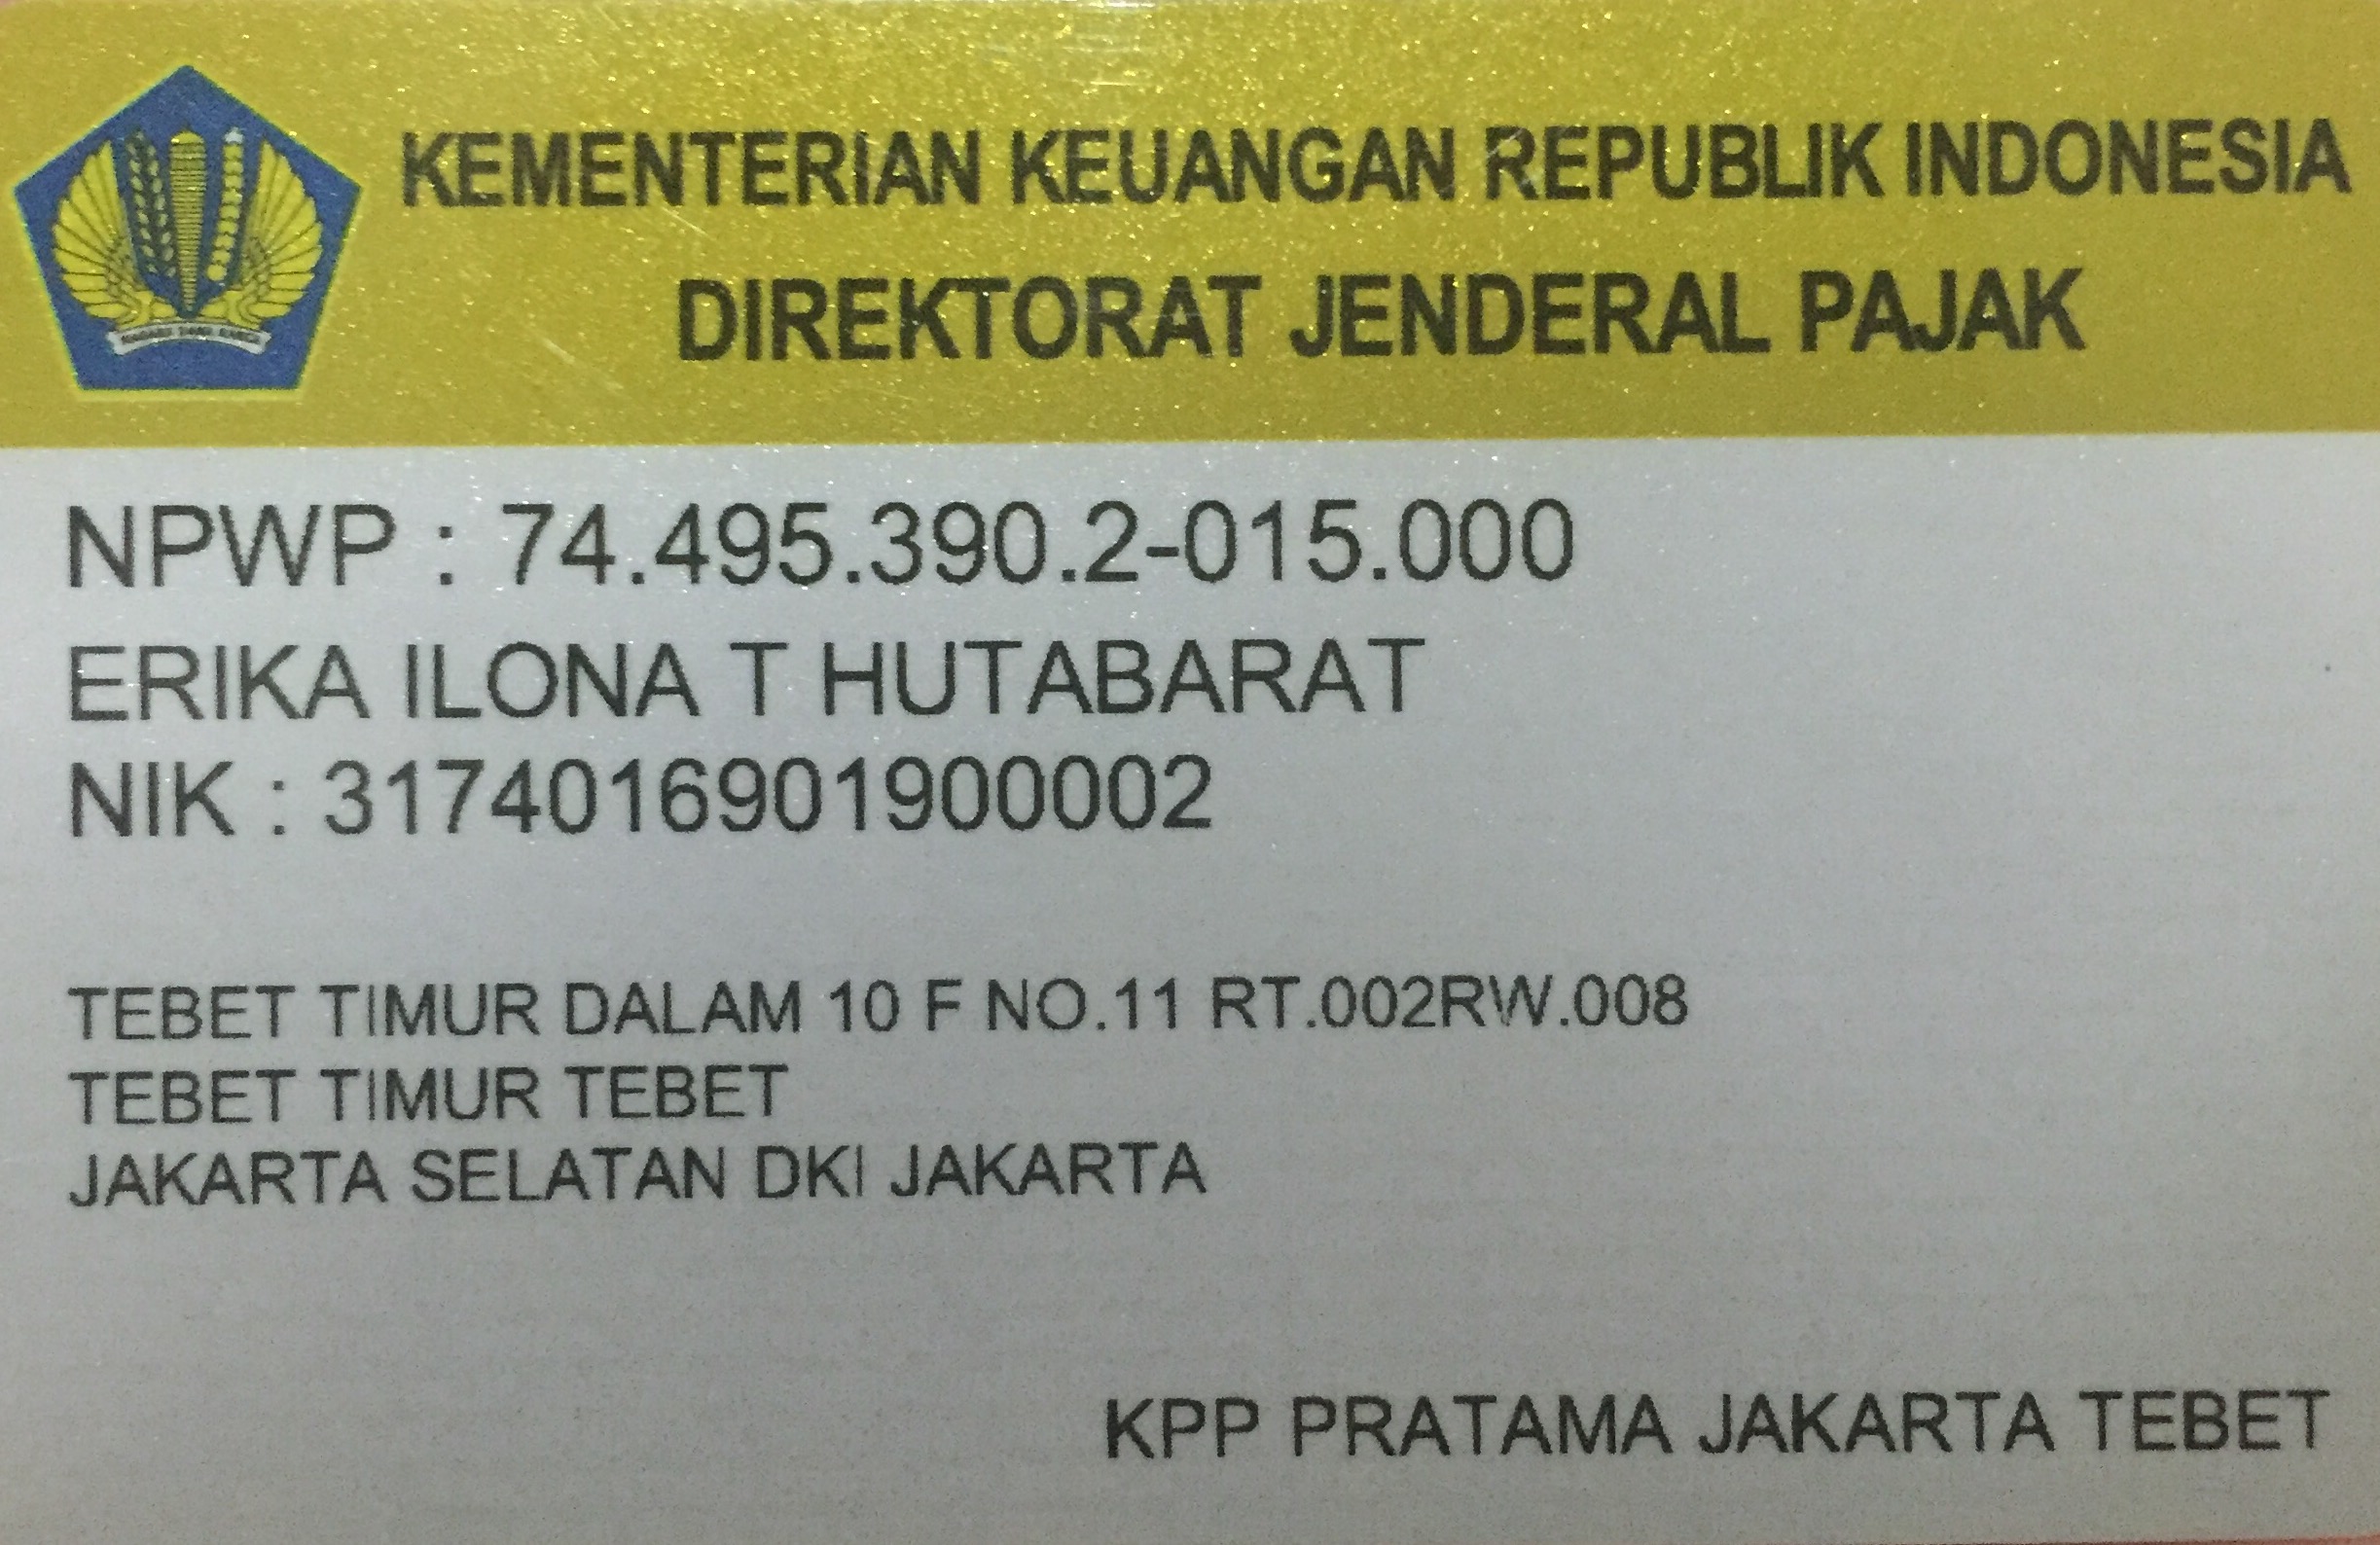 KEMENTERIAN KEUANGAN REPUBLIK INDONESIA
DIREKTORAT JENDERAL PAJAK
NPWP : 74.495.390.2-015.000
ERIKA ILONA T HUTABARAT
NIK : 3174016901900002
TEBET TIMUR DALAM 10 F NO.11 RT.002RW.008
TEBET TIMUR TEBET
JAKARTA SELATAN DKI JAKARTA
KPP PRATAMA JAKARTA TEBET